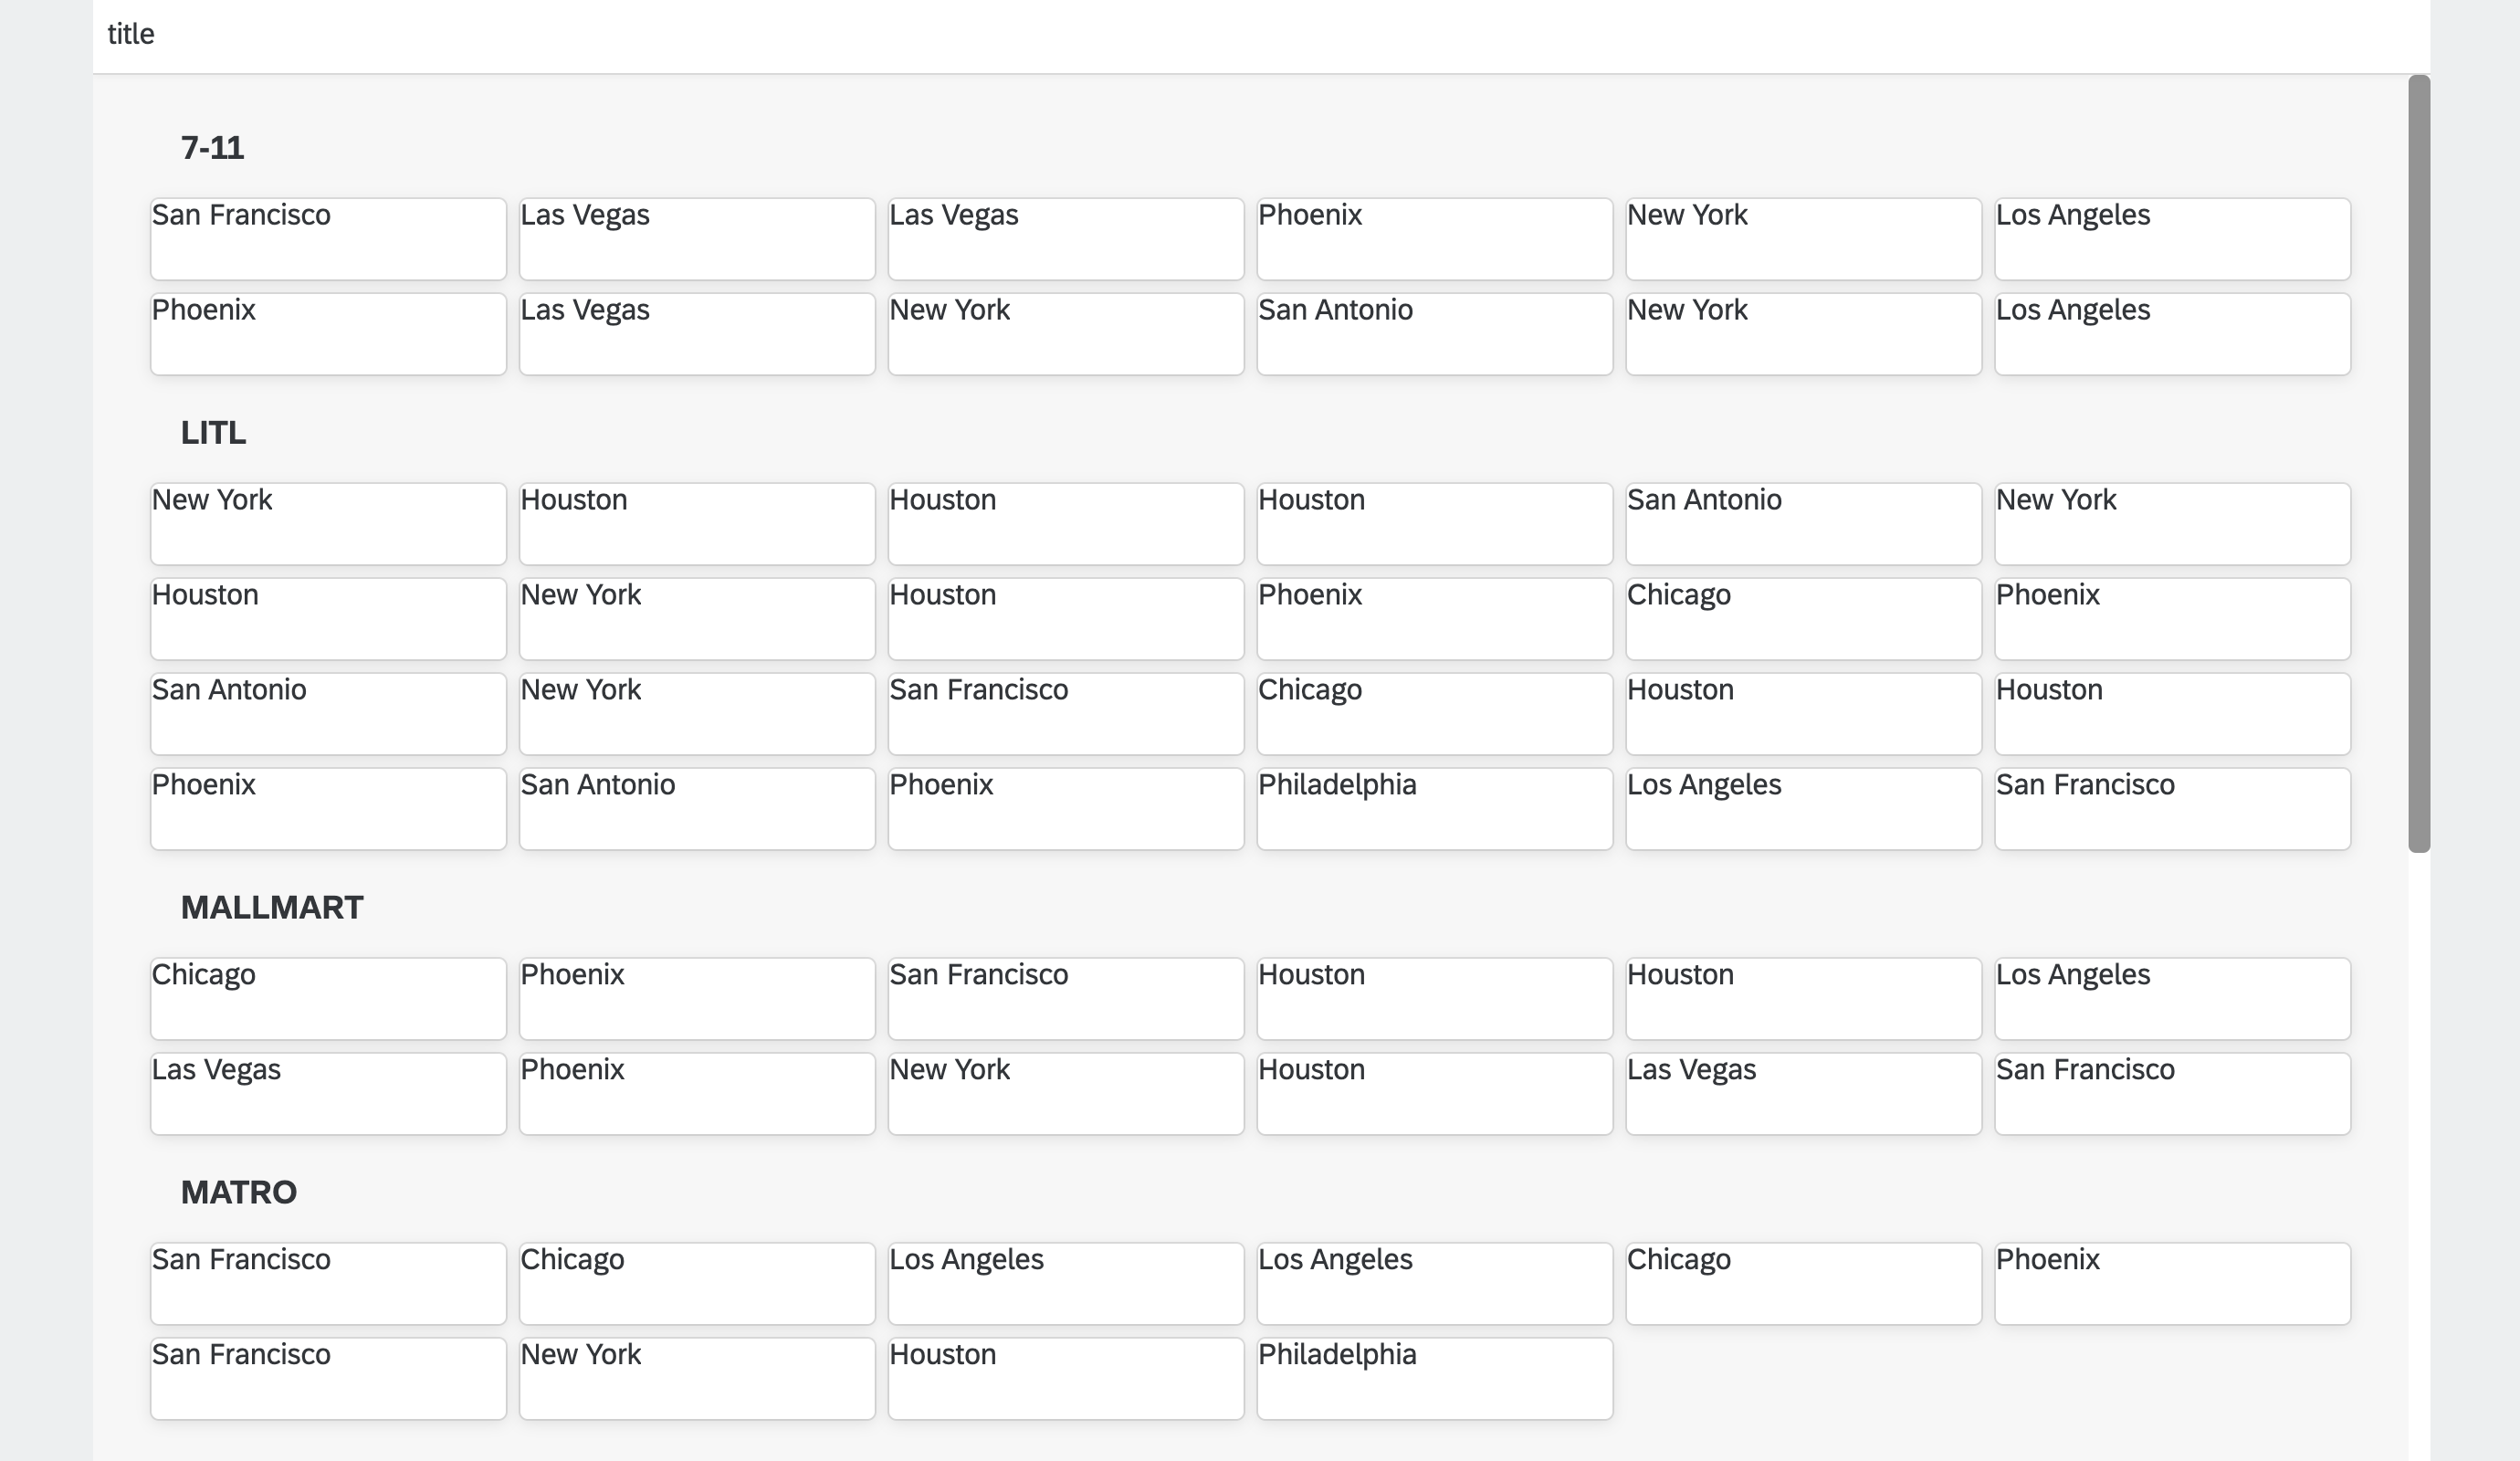 title
7-11
San Francisco Las Vegas Las Vegas Phoenix New York Los Angeles
Phoenix Las Vegas New York San Antonio New York Los Angeles
LITL
New York Houston Houston Houston San Antonio New York
Houston New York Houston Phoenix Chicago Phoenix
San Antonio New York San Francisco Chicago Houston Houston
Phoenix San Antonio Phoenix Philadelphia Los Angeles San Francisco
MALLMART
Chicago Phoenix San Francisco Houston Houston Los Angeles
Las Vegas Phoenix New York Houston Las Vegas San Francisco
MATRO
San Francisco Chicago Los Angeles Los Angeles Chicago Phoenix
San Francisco New York Houston Philadelphia